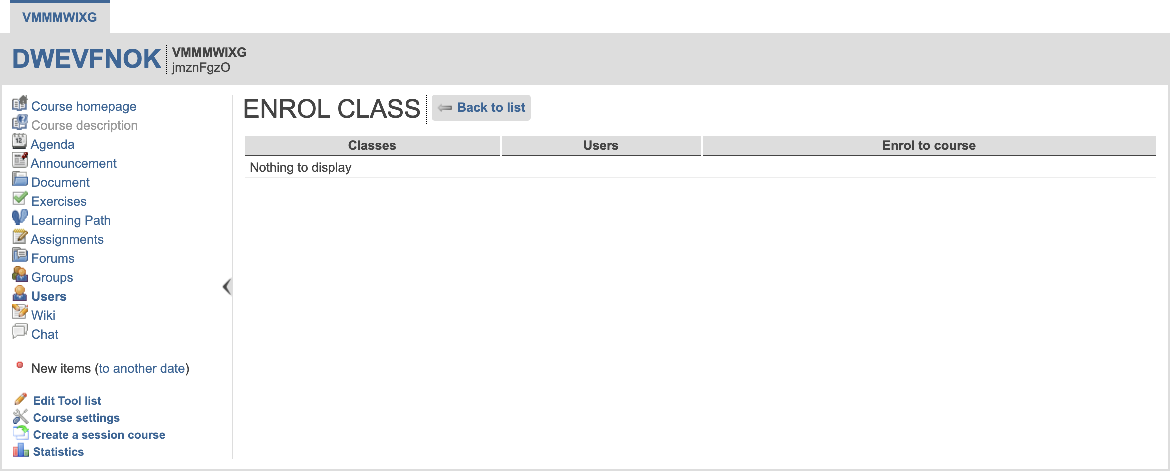 VMMMWIXG
DWEVFNOK
VMMMWIXG
jmznFgzO
Course homepage
Course description
Agenda
Announcement
Document
Exercises
Learning Path
Assignments
Forums
Groups
Users
Wiki
Chat
New items (to another date)
Edit Tool list
Course settings
Create a session course
Statistics
ENROL CLASS
Back to list
Classes Users Enrol to course
Nothing to display